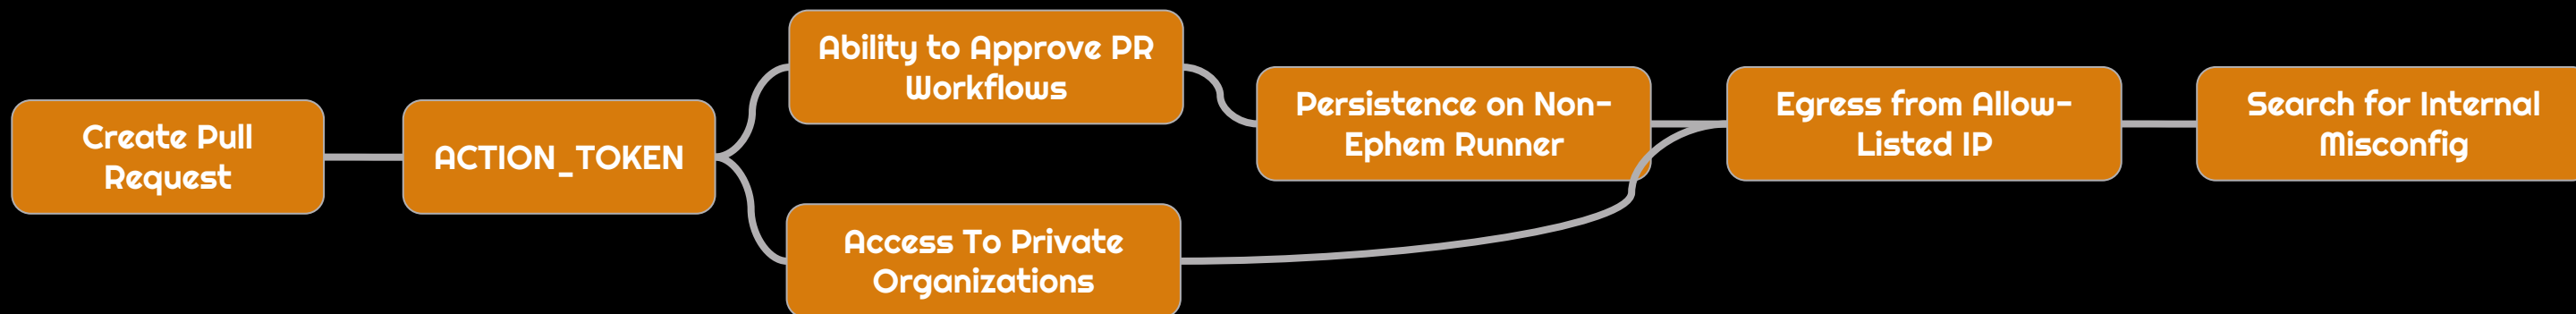 Create Pull
Request
ACTION_TOKEN
Ability to Approve PR
Workflows
Access To Private
Organizations
Persistence on Non-
Ephem Runner
Egress from Allow-
Listed IP
Search for Internal
Misconfig